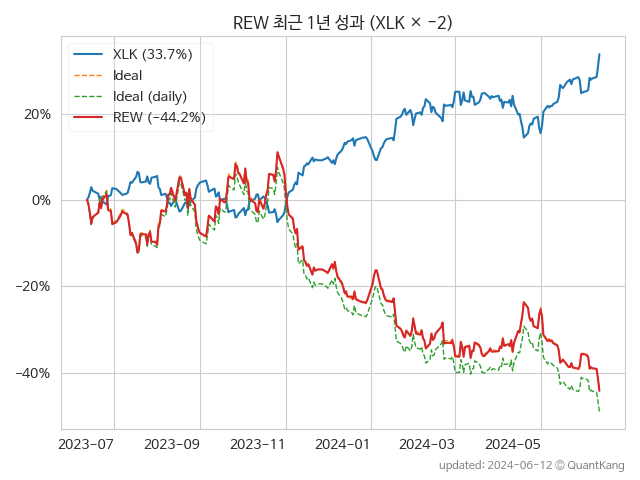 REW 최근 1년 성과 (XLK × −2)
XLK (33.7%)
Ideal
Ideal (daily)
REW (−44.2%)
20%
0%
−20%
−40%
2023−07
2023−09
2023−11
2024−01
2024−03
2024−05
updated: 2024−06−12 © QuantKang